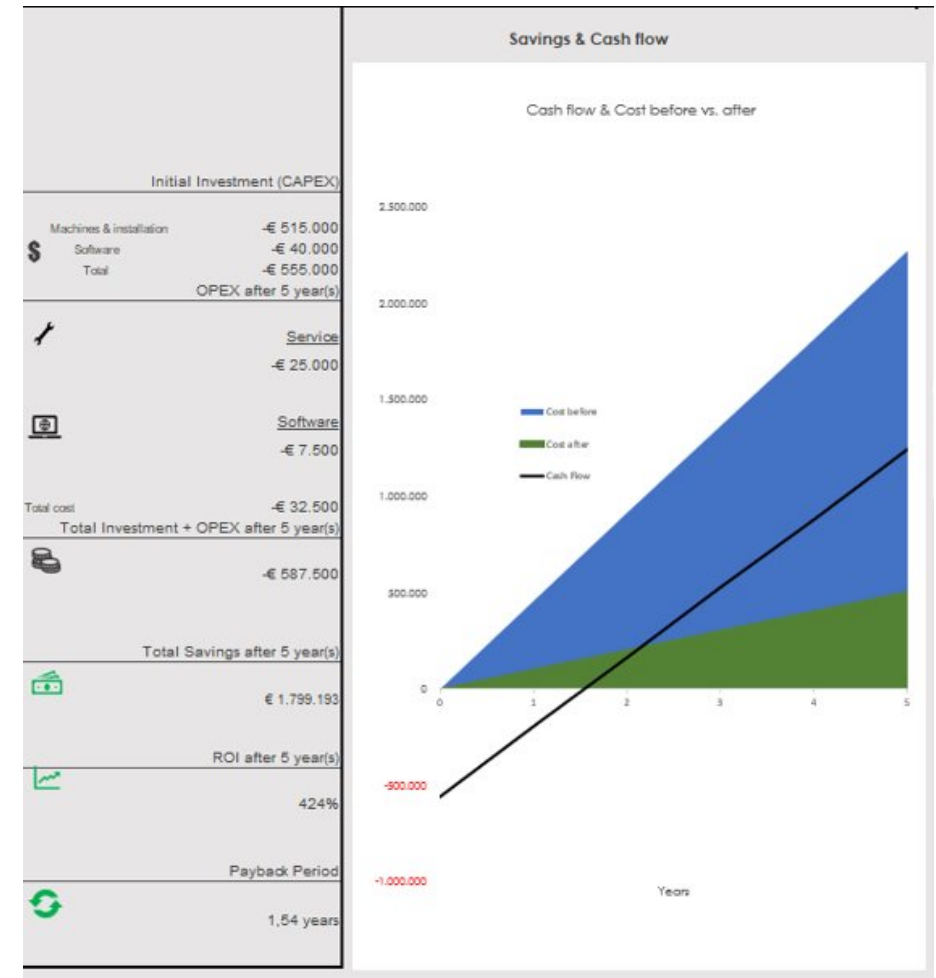 Savings & Cash flow
Cash flow & Cost before vs. after
Initial Investment (CAPEX)
Machines & installation -€ 515.000
$ Software -€ 40.000
Total -€ 555.000
OPEX after 5 year(s)
Service
-€ 25.000
Software
-€ 7.500
Total cost -€ 32.500
Total Investment + OPEX after 5 year(s)
-€ 587.500
Total Savings after 5 year(s)
€ 1.799.193
ROI after 5 year(s)
424%
Payback Period
1,54 years
2.500.000
2.000.000
1.500.000
1.000.000
500.000
0
-500.000
-1.000.000
Cost before
Cost after
Cash Flow
0 1 2 3 4 5
Years